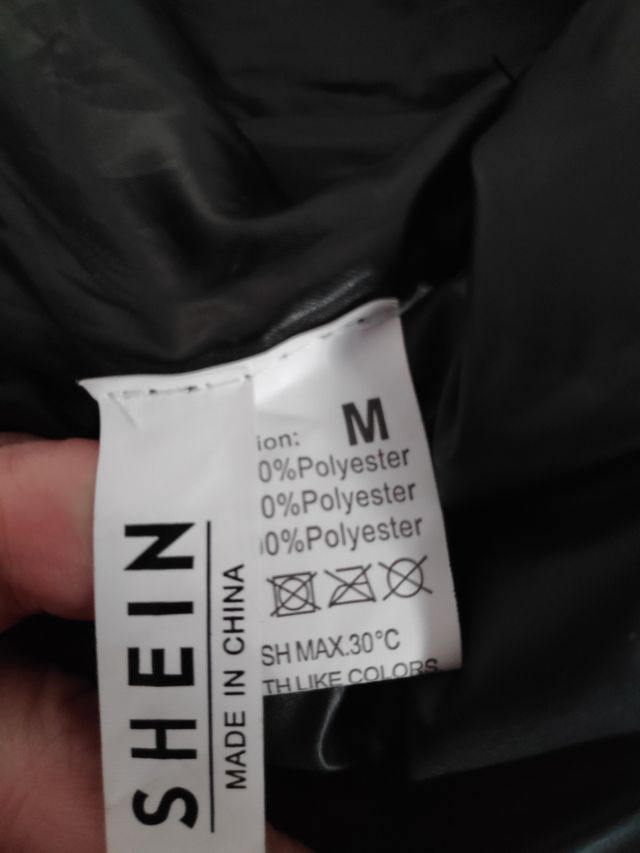 SHEIN
MADE IN CHINA
M
ion:
0%Polyester
0%Polyester
0%Polyester
SH MAX.30°C
TH LIKE COLORS